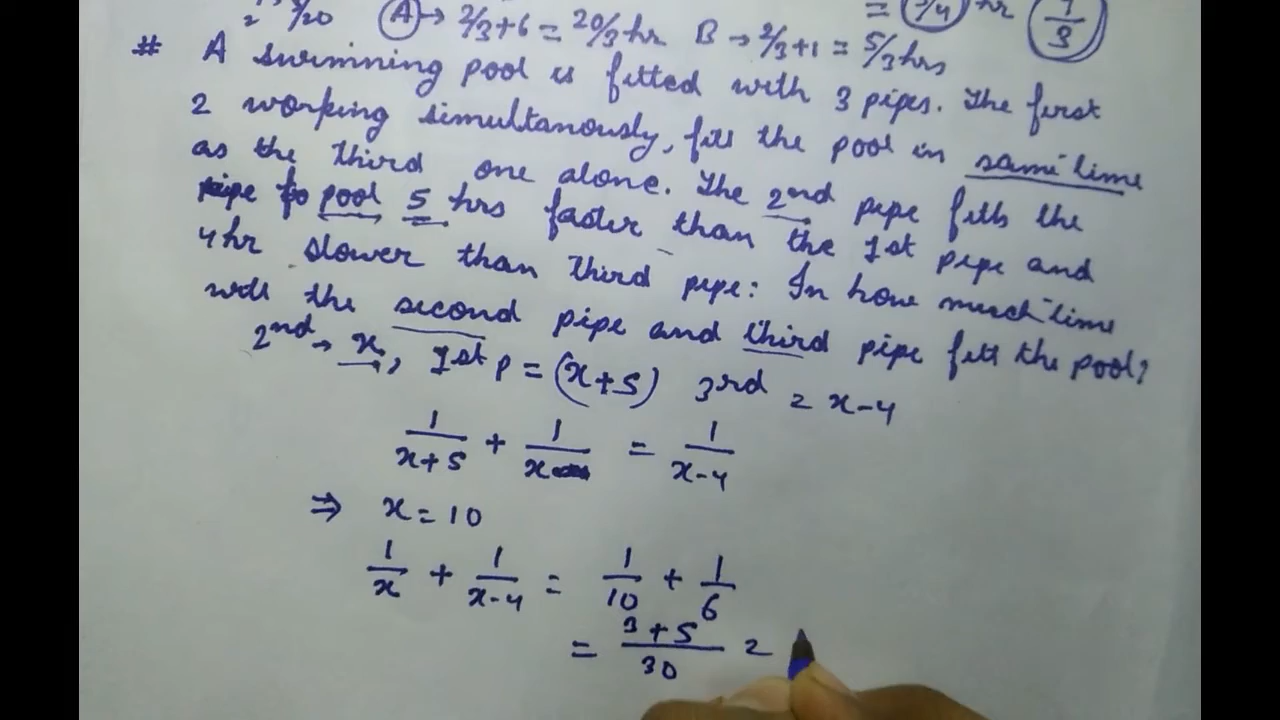 2 9/20 (A) → 2/3+6 = 20/3 hr B → 2/3+1 = 5/3 hrs
# A swimming pool is fitted with 3 pipes. The first
2 working simultanously, fill the pool in same time
as the third one alone. The 2nd pipe fills the
pool 5 hrs faster than the 1st pipe and
4hr slower than third pipe: In how much time
will the second pipe and third pipe fill the pool?
2nd → x, 1st P = (x+5) 3rd = x-4
1/(x+5) + 1/x = 1/(x-4)
⇒ x = 10
1/x + 1/(x-4) = 1/10 + 1/6
= (3+5)/30 =